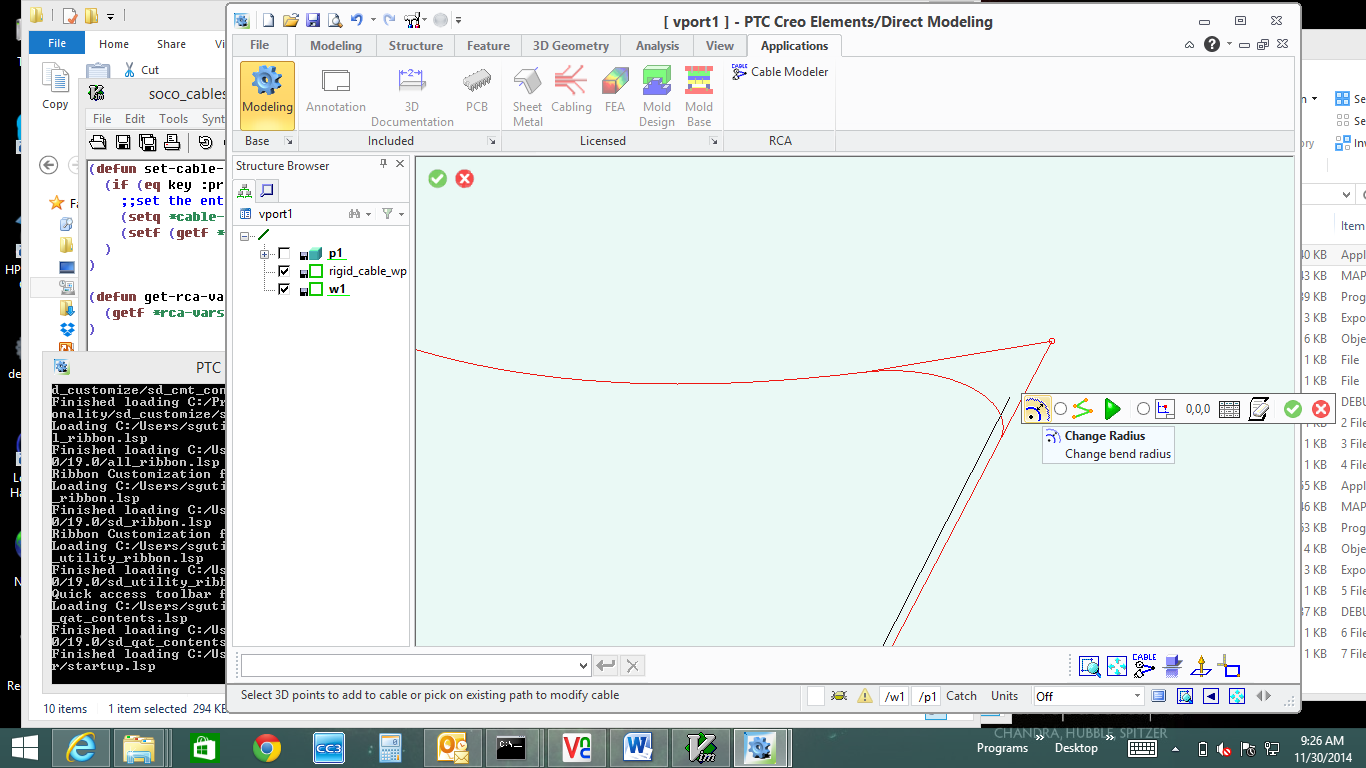 [ vport1 ] - PTC Creo Elements/Direct Modeling
File
Home
Share
Vi
Copy
Cut
soco_cables
File Edit Tools Synt
(defun set-cable-
(if (eq key :pr
;;set the ent
(setq *cable-
(setf (getf *
)
)
(defun get-rca-va
(getf *rca-vars
)
PTC
d_customize/sd_cmt_con
Finished loading C:/Pr
onality/sd_customize/s
Loading C:/Users/sguti
l_ribbon.lsp
Finished loading C:/Us
0/19.0/all_ribbon.lsp
Ribbon Customization f
Loading C:/Users/sguti
_ribbon.lsp
Finished loading C:/Us
0/19.0/sd_ribbon.lsp
Ribbon Customization f
Loading C:/Users/sguti
_utility_ribbon.lsp
Finished loading C:/Us
0/19.0/sd_utility_ribb
Quick access toolbar f
Loading C:/Users/sguti
_qat_contents.lsp
Finished loading C:/Us
0/19.0/sd_qat_contents
Finished loading C:/Us
r/startup.lsp
10 items 1 item selected 294 KB
File Modeling Structure Feature 3D Geometry Analysis View Applications
Modeling
Annotation
3D Documentation
PCB
Sheet Metal
Cabling
FEA
Mold Design
Mold Base
Cable Modeler
Base Included Licensed RCA
Structure Browser
vport1
p1
rigid_cable_wp
w1
0,0,0
Change Radius
Change bend radius
CABLE
Select 3D points to add to cable or pick on existing path to modify cable
/w1 /p1 Catch Units Off
Se
Se
Inv
Item
40 KB Appl
43 KB MAP
39 KB Prog
3 KB Expo
6 KB Obje
1 KB File
1 KB File
DEBU
2 File
3 File
4 File
65 KB Appl
46 KB MAP
63 KB Prog
4 KB Obje
3 KB Expo
1 KB 5 File
37 KB DEBU
1 KB 6 File
1 KB 7 File
CHANDRA, HUBBLE, SPITZER
Programs Desktop
9:26 AM
11/30/2014